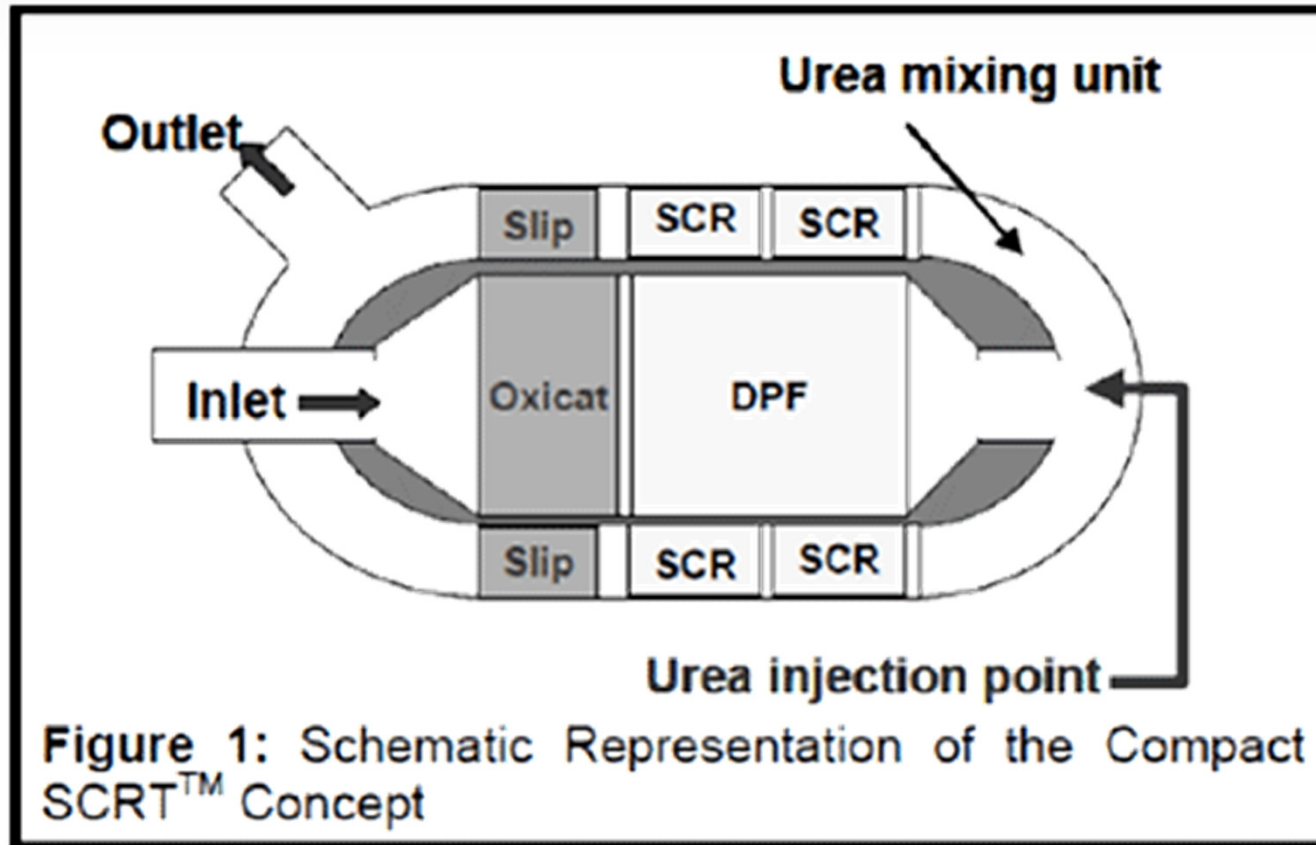 Urea mixing unit
Outlet
Slip SCR SCR
Inlet Oxicat DPF
Slip SCR SCR
Urea injection point
Figure 1: Schematic Representation of the Compact
SCRT™ Concept